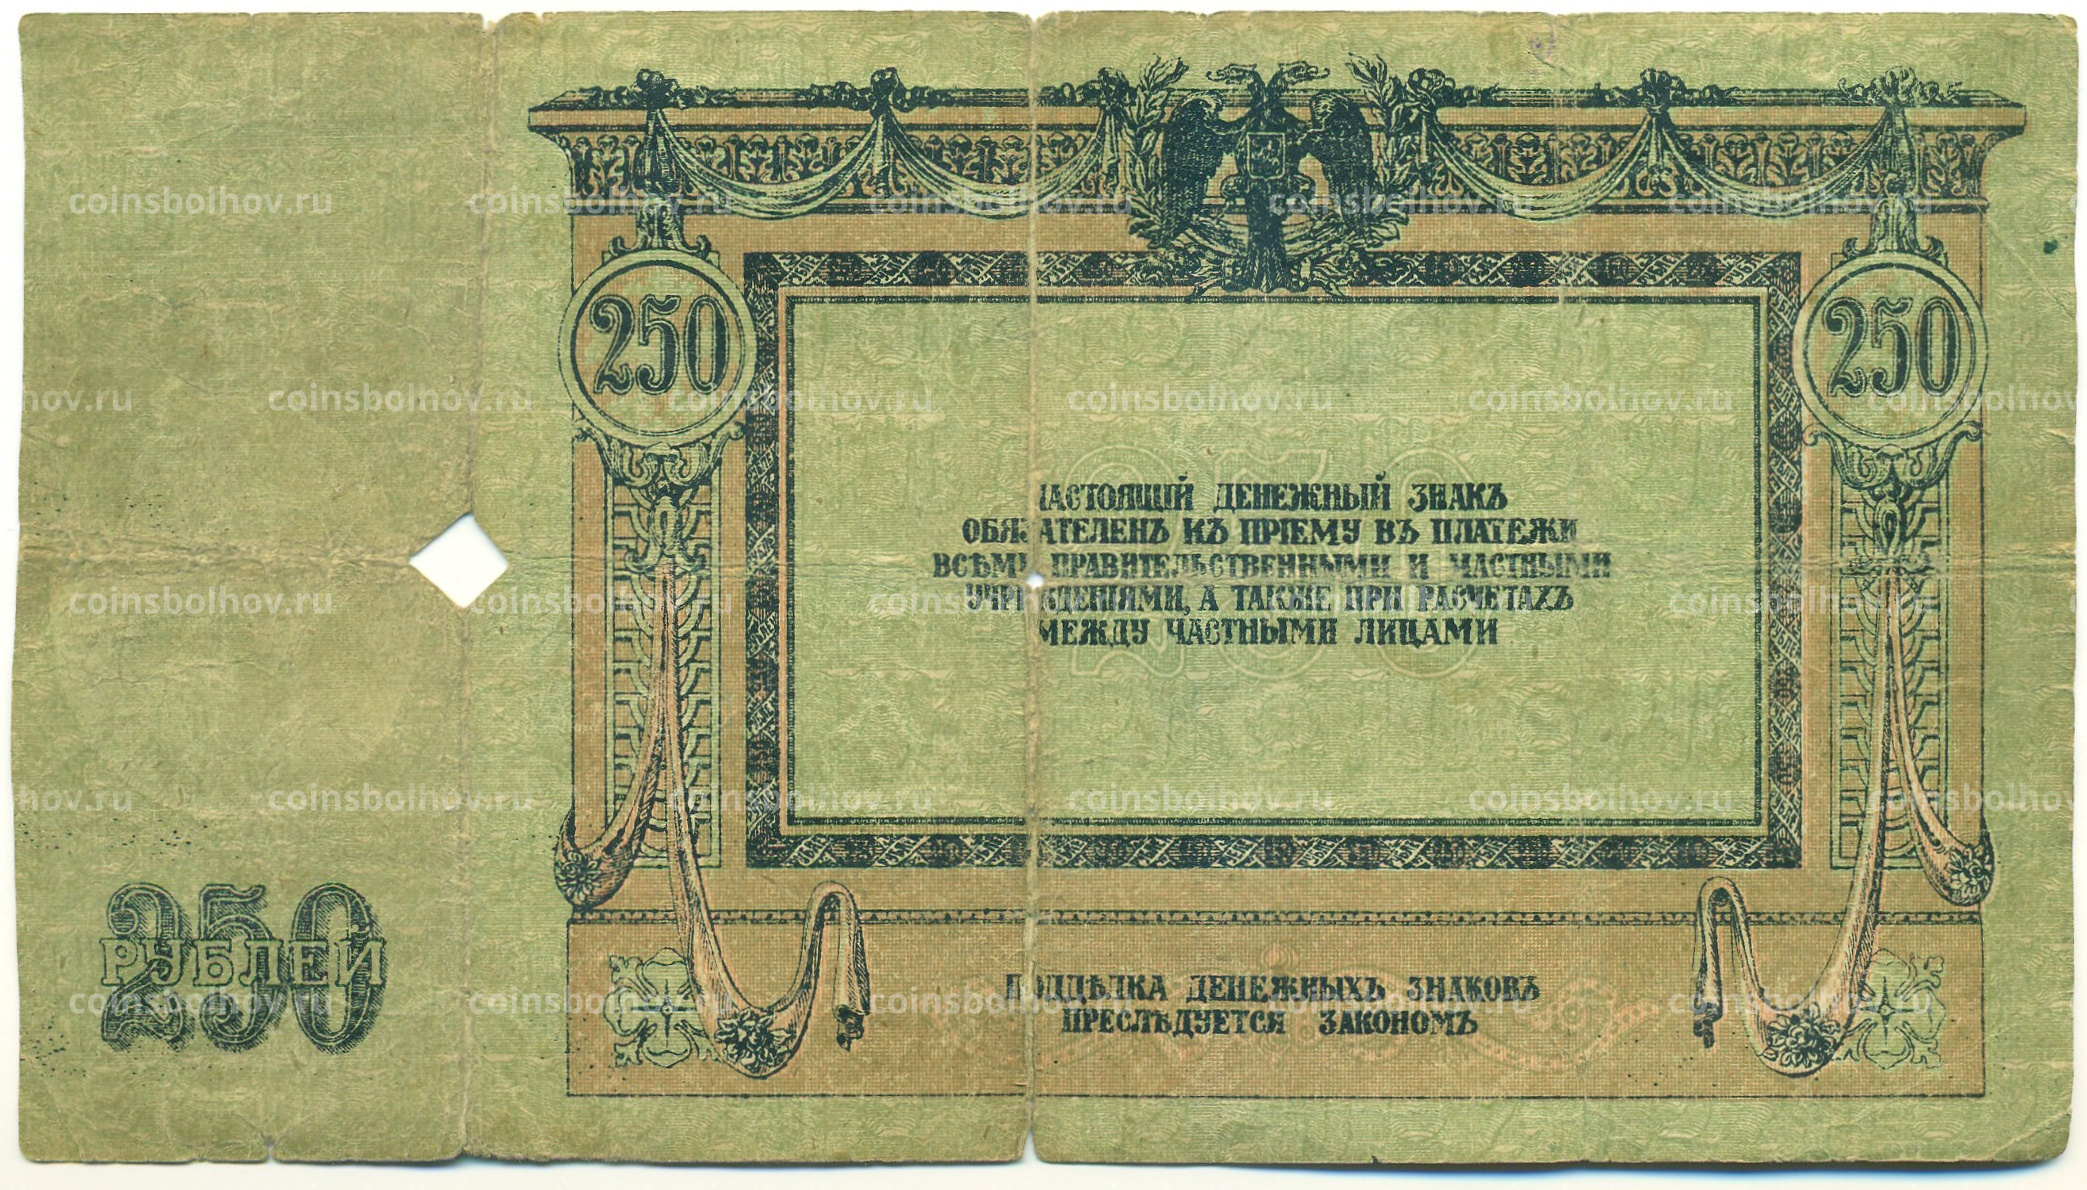 250
250
НАСТОЯЩІЙ ДЕНЕЖНЫЙ ЗНАКЪ
ОБЯЗАТЕЛЕНЪ КЪ ПРІЕМУ ВЪ ПЛАТЕЖИ
ВСѢМИ ПРАВИТЕЛЬСТВЕННЫМИ И ЧАСТНЫМИ
УЧРЕЖДЕНІЯМИ, А ТАКЖЕ ПРИ РАСЧЕТАХЪ
МЕЖДУ ЧАСТНЫМИ ЛИЦАМИ
250
250
РУБЛЕЙ
ПОДДѢЛКА ДЕНЕЖНЫХЪ ЗНАКОВЪ
ПРЕСЛѢДУЕТСЯ ЗАКОНОМЪ
coinsbolhov.ru